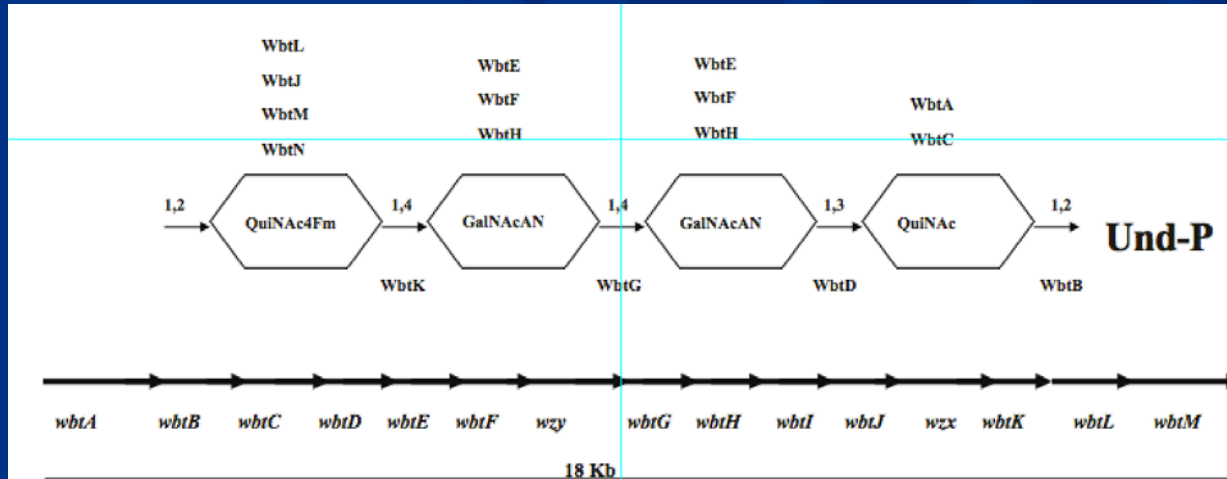 WbtL
WbtJ
WbtM
WbtN
WbtE
WbtF
WbtH
WbtE
WbtF
WbtH
WbtA
WbtC
1,2 QuiNAc4Fm 1,4 GalNAcAN 1,4 GalNAcAN 1,3 QuiNAc 1,2 Und-P
WbtK WbtG WbtD WbtB
wbtA wbtB wbtC wbtD wbtE wbtF wzy wbtG wbtH wbtI wbtJ wzx wbtK wbtL wbtM
18 Kb